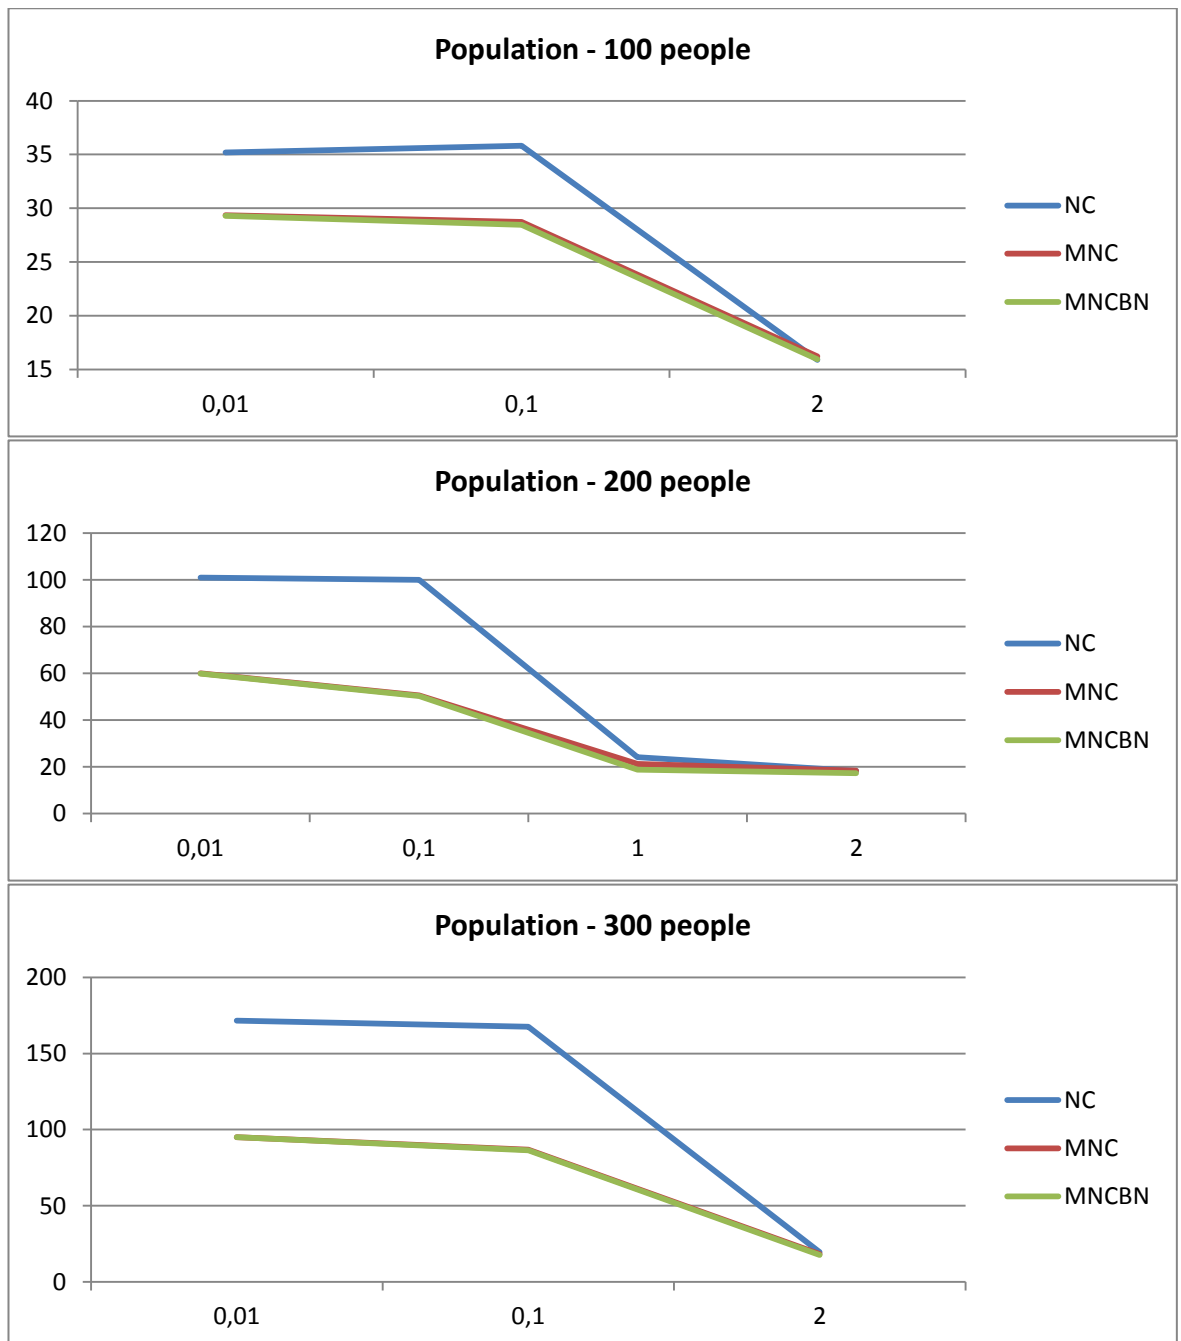 Population - 100 people
40
35
30
25
20
15
0,01 0,1 2
NC
MNC
MNCBN
Population - 200 people
120
100
80
60
40
20
0
0,01 0,1 1 2
NC
MNC
MNCBN
Population - 300 people
200
150
100
50
0
0,01 0,1 2
NC
MNC
MNCBN